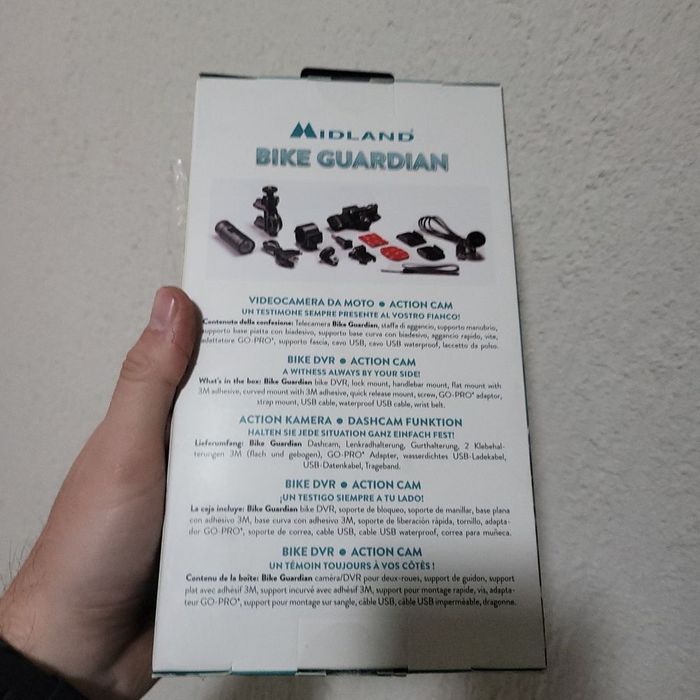 MIDLAND
BIKE GUARDIAN
VIDEOCAMERA DA MOTO ● ACTION CAM
UN TESTIMONE SEMPRE PRESENTE AL VOSTRO FIANCO!
Contenuto della confezione: Telecamera Bike Guardian, staffa di aggancio, supporto manubrio,
supporto base piatta con biadesivo, supporto base curva con biadesivo, aggancio rapido, vite,
adattatore GO-PRO*, supporto fascia, cavo USB, cavo USB waterproof, laccetto da polso.
BIKE DVR ● ACTION CAM
A WITNESS ALWAYS BY YOUR SIDE!
What's in the box: Bike Guardian bike DVR, lock mount, handlebar mount, flat mount with
3M adhesive, curved mount with 3M adhesive, quick release mount, screw, GO-PRO* adaptor,
strap mount, USB cable, waterproof USB cable, wrist belt.
ACTION KAMERA ● DASHCAM FUNKTION
HALTEN SIE JEDE SITUATION GANZ EINFACH FEST!
Lieferumfang: Bike Guardian Dashcam, Lenkradhalterung, Gurthalterung, 2 Klebehal-
terungen 3M (flach und gebogen), GO-PRO* Adapter, wasserdichtes USB-Ladekabel,
USB-Datenkabel, Trageband.
BIKE DVR ● ACTION CAM
¡UN TESTIGO SIEMPRE A TU LADO!
La caja incluye: Bike Guardian bike DVR, soporte de bloqueo, soporte de manillar, base plana
con adhesivo 3M, base curva con adhesivo 3M, soporte de liberación rápida, tornillo, adapta-
dor GO-PRO*, soporte de correa, cable USB, cable USB waterproof, correa para muñeca.
BIKE DVR ● ACTION CAM
UN TÉMOIN TOUJOURS À VOS CÔTÉS !
Contenu de la boîte: Bike Guardian caméra/DVR pour deux-roues, support de guidon, support
plat avec adhésif 3M, support incurvé avec adhésif 3M, support pour montage rapide, vis, adapta-
teur GO-PRO*, support pour montage sur sangle, câble USB, câble USB imperméable, dragonne.